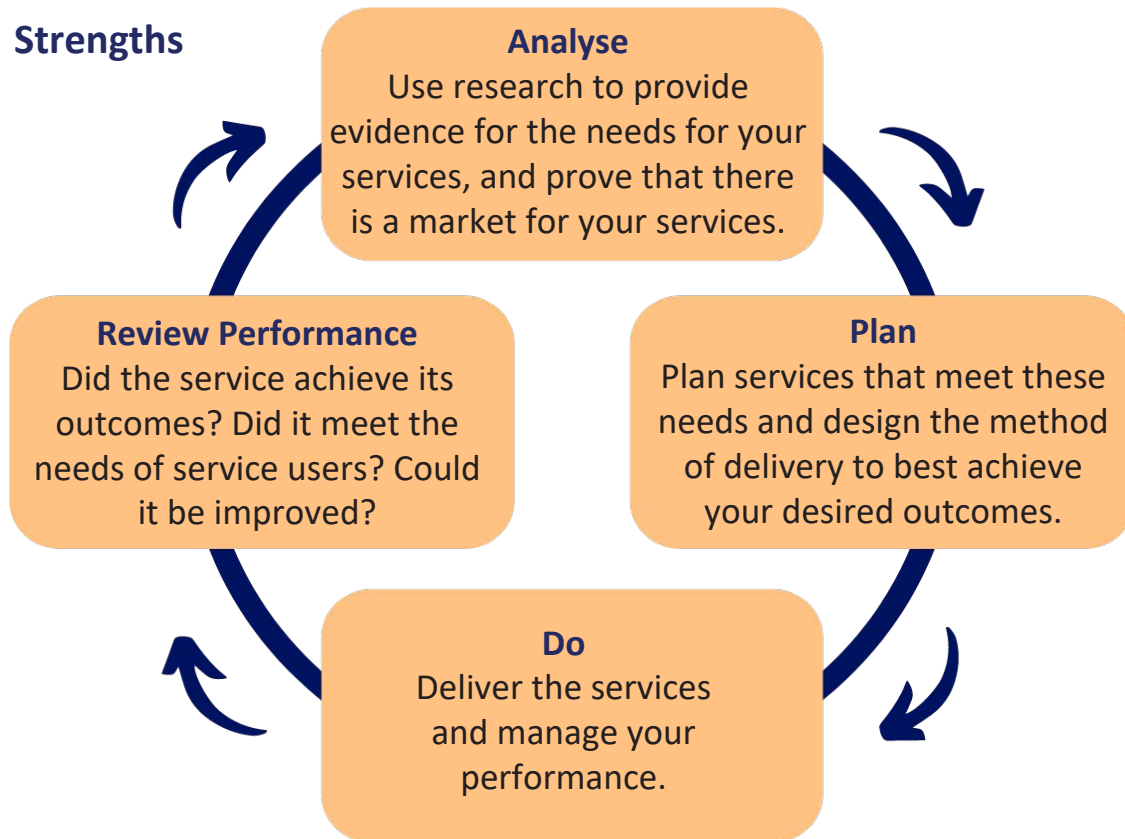 Strengths
Analyse
Use research to provide
evidence for the needs for your
services, and prove that there
is a market for your services.
Plan
Plan services that meet these
needs and design the method
of delivery to best achieve
your desired outcomes.
Do
Deliver the services
and manage your
performance.
Review Performance
Did the service achieve its
outcomes? Did it meet the
needs of service users? Could
it be improved?